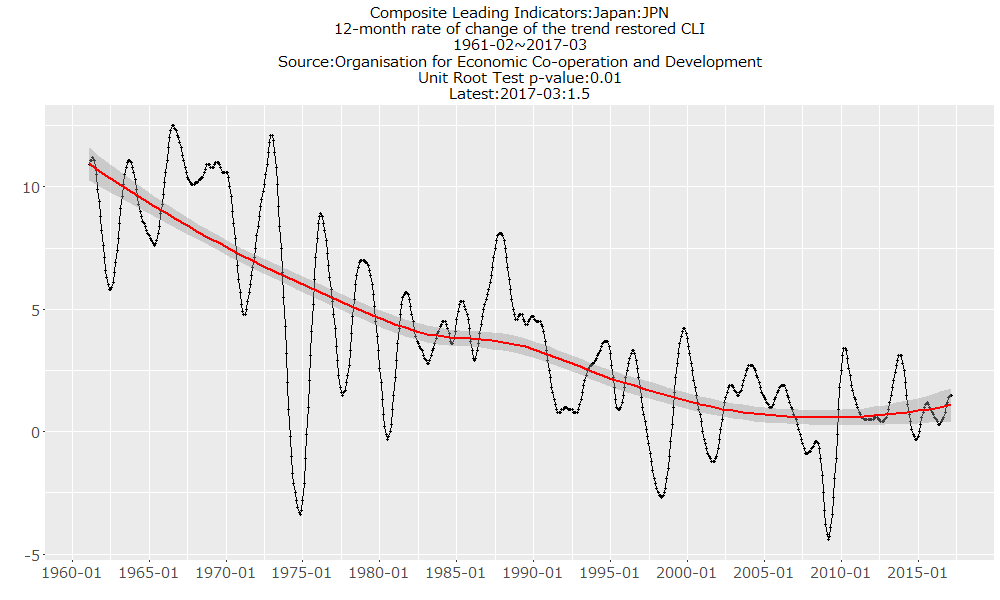 Composite Leading Indicators:Japan:JPN
12-month rate of change of the trend restored CLI
1961-02~2017-03
Source:Organisation for Economic Co-operation and Development
Unit Root Test p-value:0.01
Latest:2017-03:1.5
10
5
0
-5
1960-01 1965-01 1970-01 1975-01 1980-01 1985-01 1990-01 1995-01 2000-01 2005-01 2010-01 2015-01